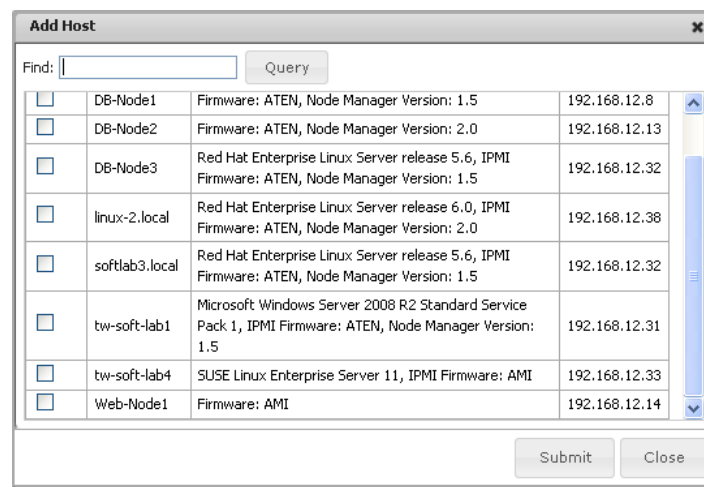 Add Host
Find: Query
DB-Node1 Firmware: ATEN, Node Manager Version: 1.5 192.168.12.8
DB-Node2 Firmware: ATEN, Node Manager Version: 2.0 192.168.12.13
DB-Node3 Red Hat Enterprise Linux Server release 5.6, IPMI
Firmware: ATEN, Node Manager Version: 1.5 192.168.12.32
linux-2.local Red Hat Enterprise Linux Server release 6.0, IPMI
Firmware: ATEN, Node Manager Version: 2.0 192.168.12.38
softlab3.local Red Hat Enterprise Linux Server release 5.6, IPMI
Firmware: ATEN, Node Manager Version: 1.5 192.168.12.32
Microsoft Windows Server 2008 R2 Standard Service
tw-soft-lab1 Pack 1, IPMI Firmware: ATEN, Node Manager Version: 192.168.12.31
1.5
tw-soft-lab4 SUSE Linux Enterprise Server 11, IPMI Firmware: AMI 192.168.12.33
Web-Node1 Firmware: AMI 192.168.12.14
Submit Close